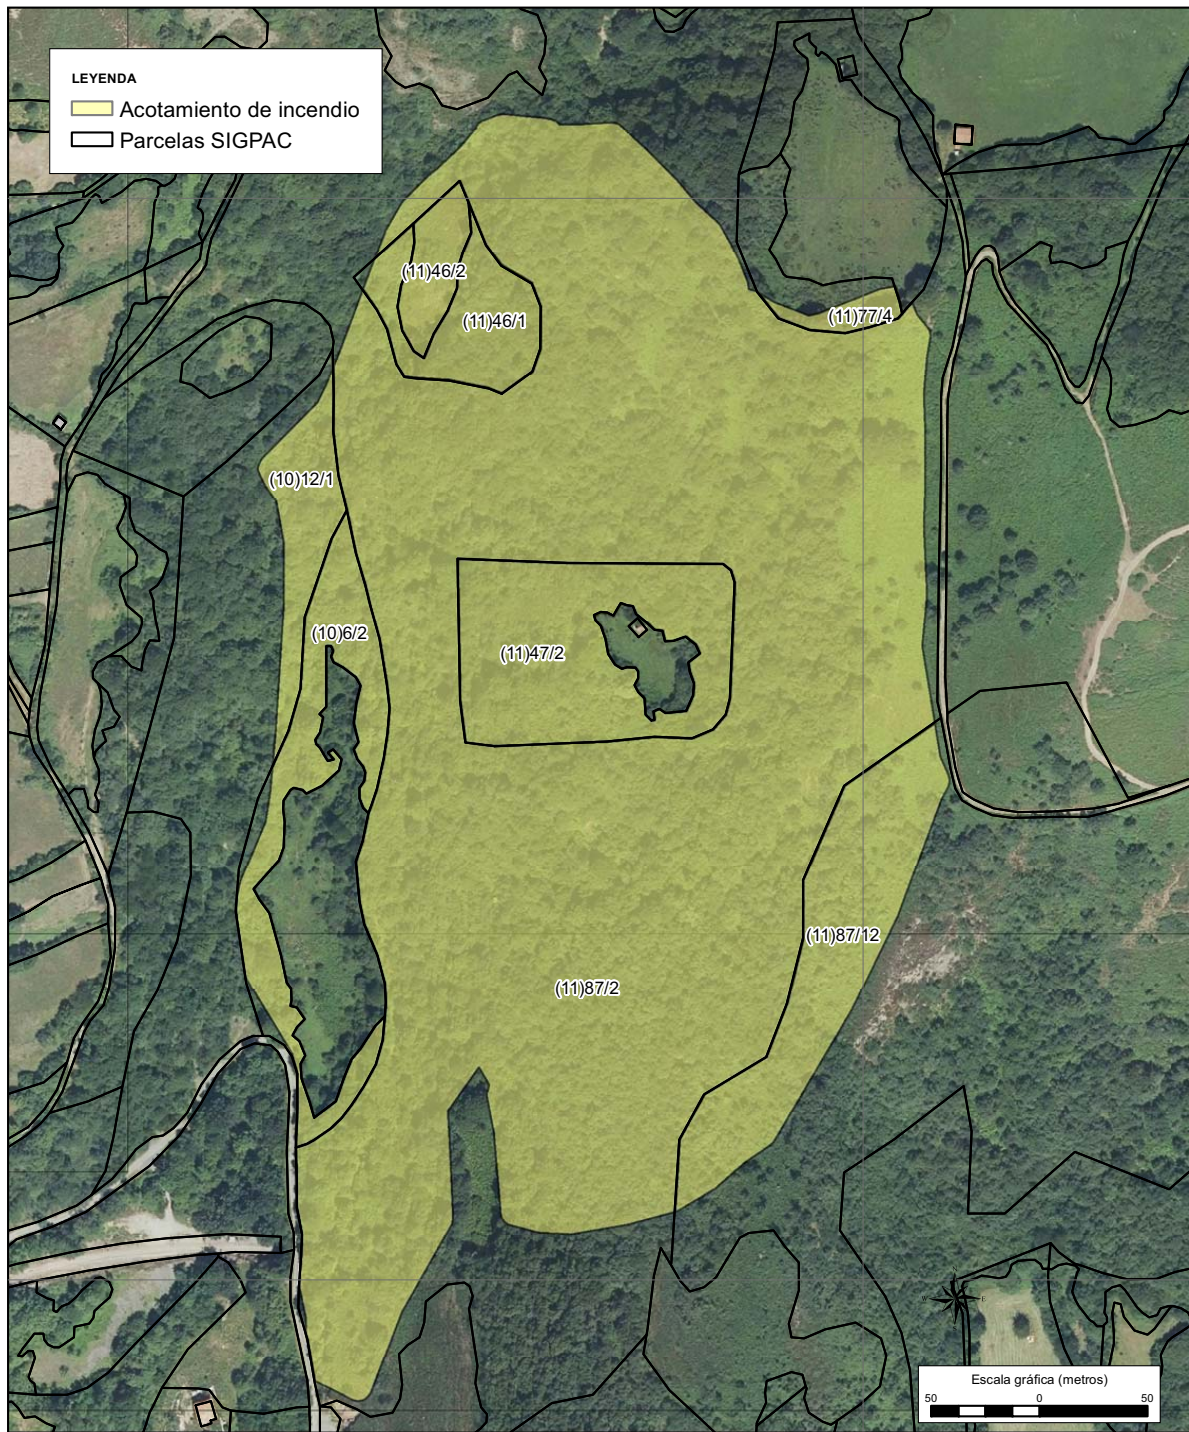 LEYENDA
Acotamiento de incendio
Parcelas SIGPAC
(11)46/2
(11)46/1
(11)77/4
(10)12/1
(10)6/2
(11)47/2
(11)87/12
(11)87/2
N
W E
S
Escala gráfica (metros)
50 0 50